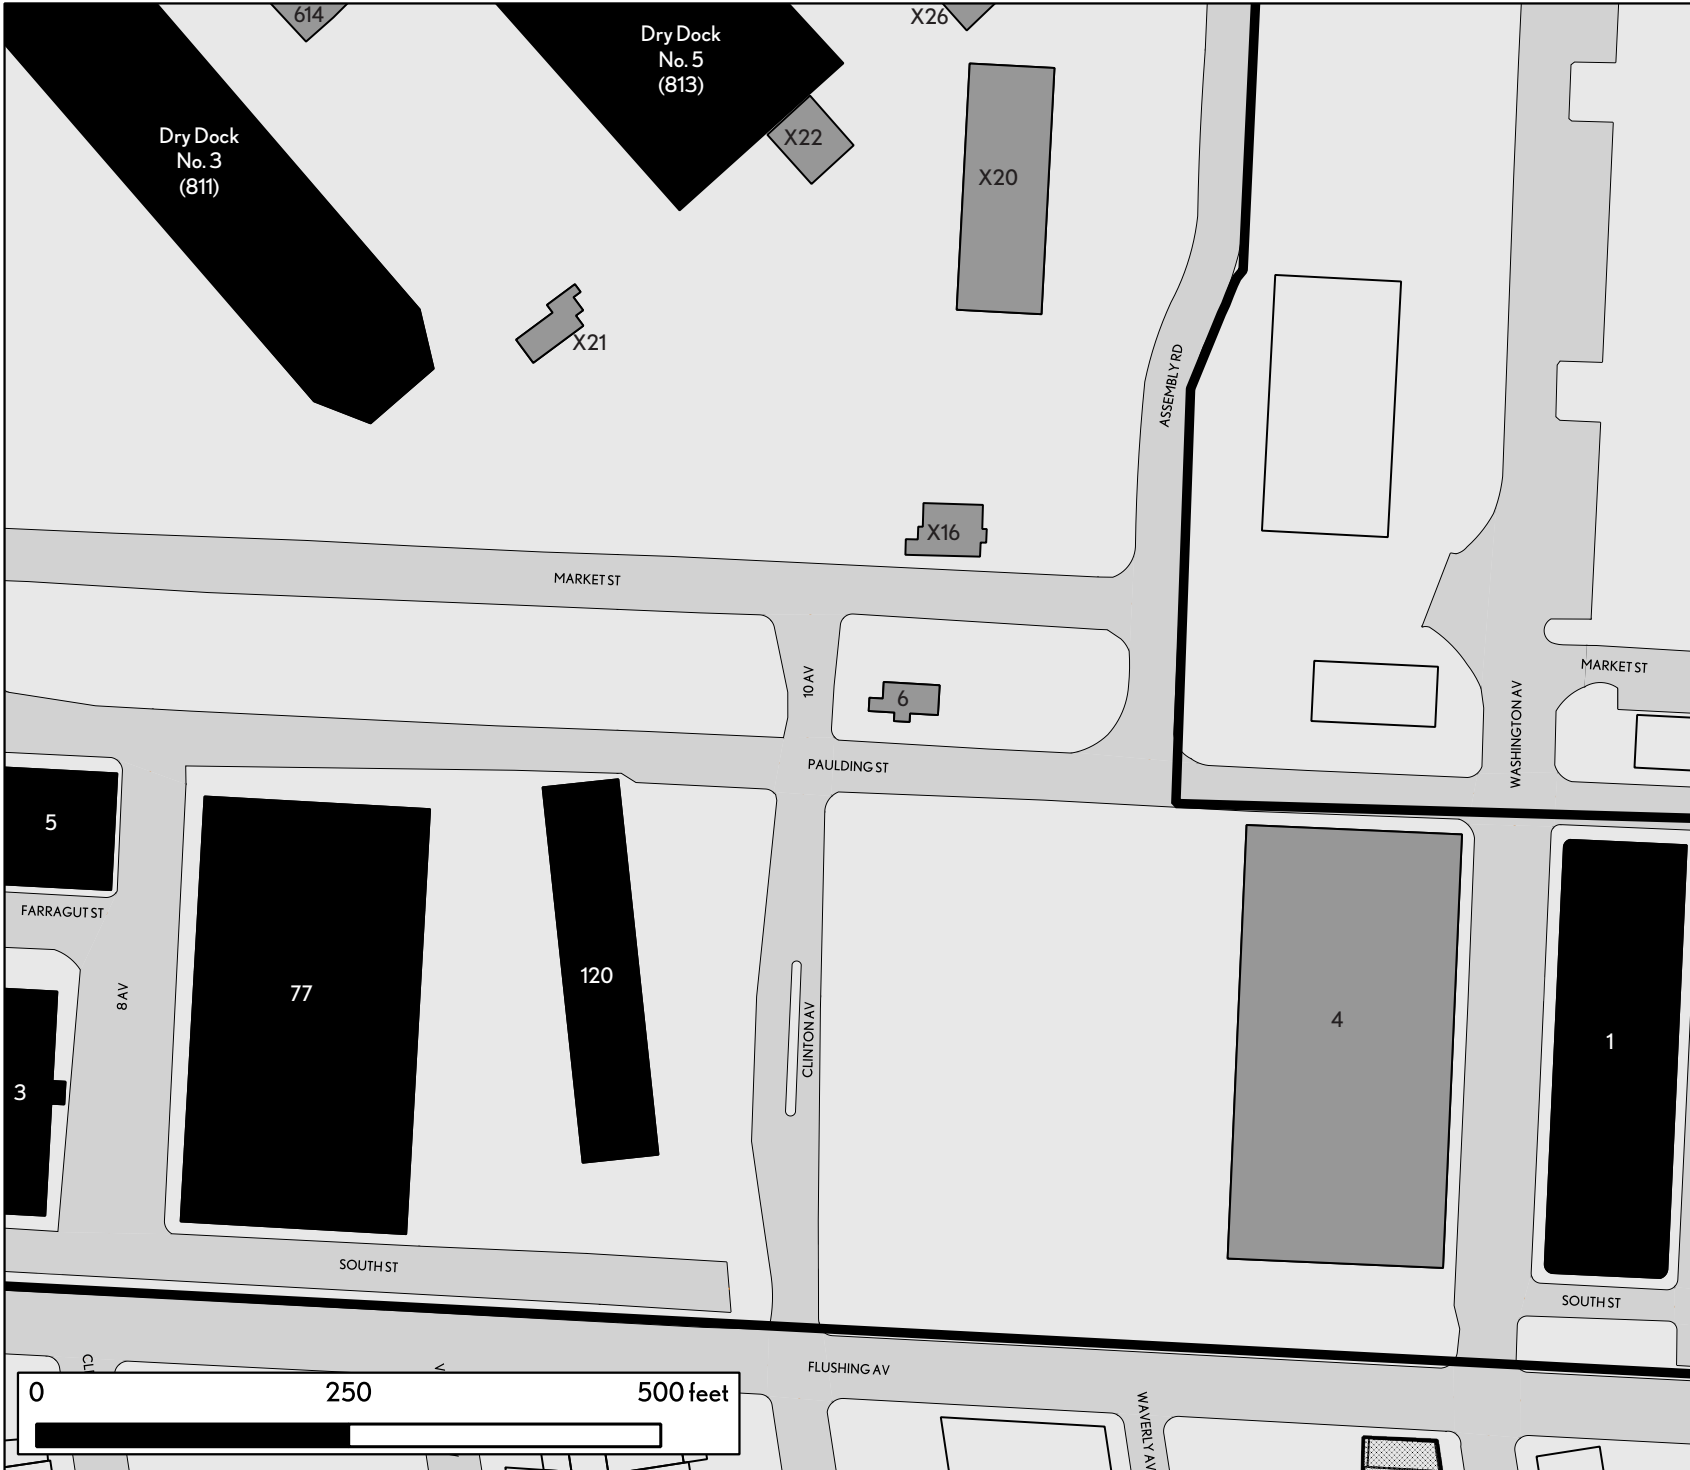 614
X26
Dry Dock
No. 5
(813)
Dry Dock
No. 3
(811)
X22
X20
X21
ASSEMBLY RD
X16
MARKET ST
10 AV
6
MARKET ST
WASHINGTON AV
PAULDING ST
5
FARRAGUT ST
77
120
8 AV
CLINTON AV
4
1
3
SOUTH ST
SOUTH ST
FLUSHING AV
WAVERLY AV
0 250 500 feet